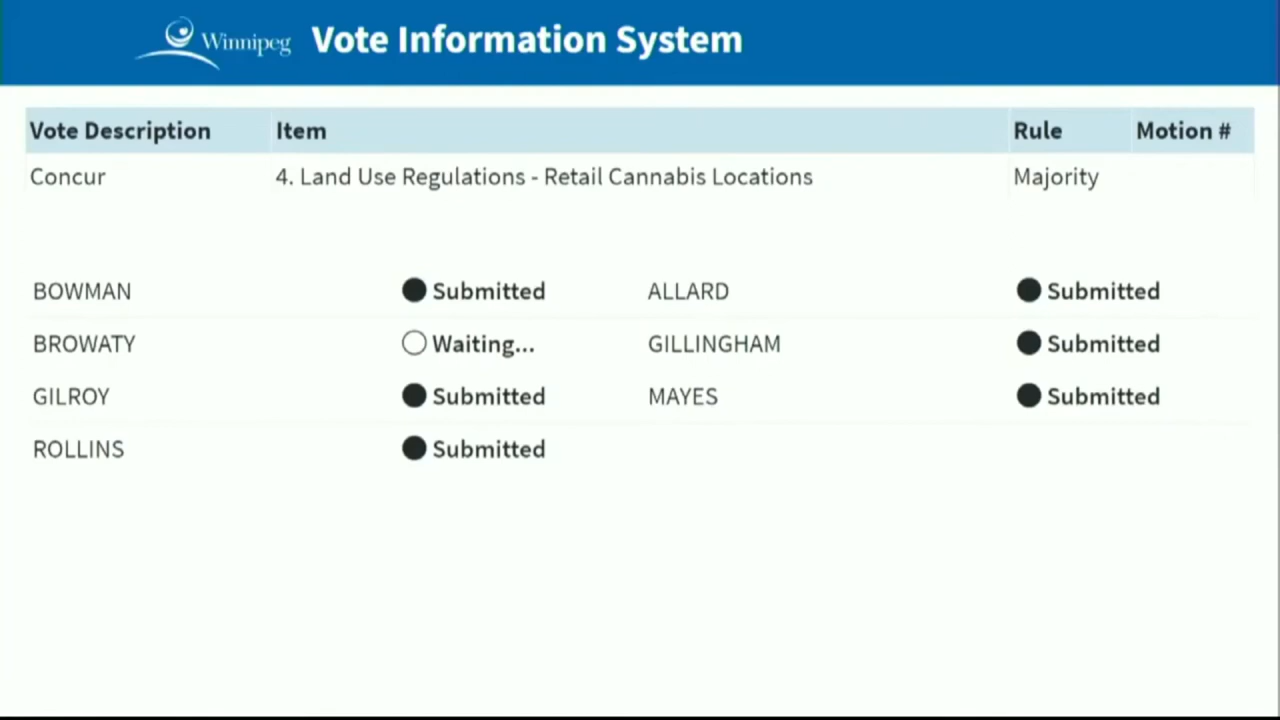 Winnipeg Vote Information System
Vote Description Item Rule Motion #
Concur 4. Land Use Regulations - Retail Cannabis Locations Majority
BOWMAN Submitted ALLARD Submitted
BROWATY Waiting... GILLINGHAM Submitted
GILROY Submitted MAYES Submitted
ROLLINS Submitted